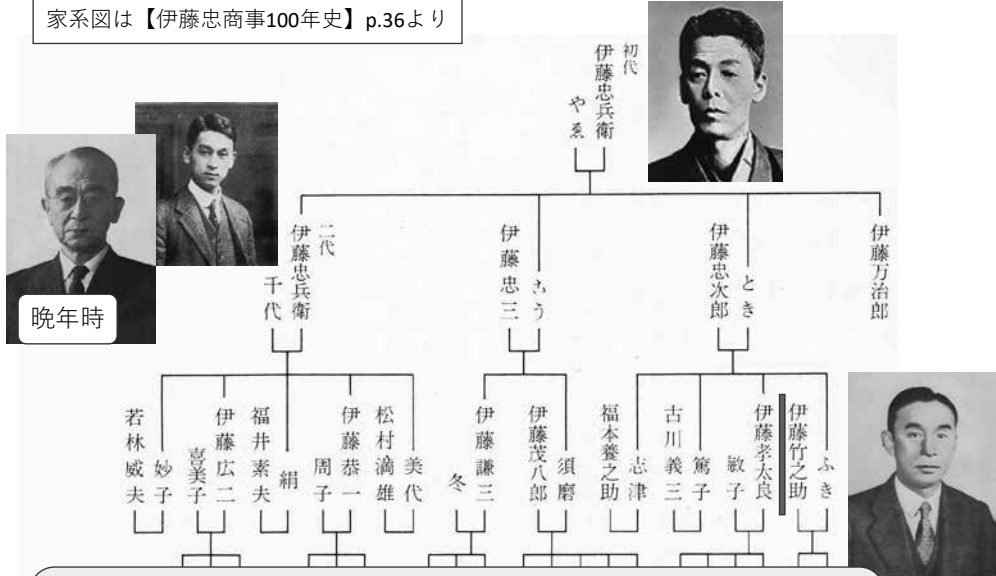 家系図は【伊藤忠商事100年史】p.36より
初代
伊藤忠兵衛
やゑ
伊藤万治郎
とき
伊藤忠次郎
こう
伊藤忠三
二代
伊藤忠兵衛
千代
晩年時
ふき
伊藤竹之助
伊藤孝太良
敏子
篤子
古川義三
志津
福本養之助
須磨
伊藤茂八郎
伊藤謙三
冬
美代
松村満雄
伊藤恭一
周子
絹
福井素夫
伊藤広二
喜美子
妙子
若林威夫